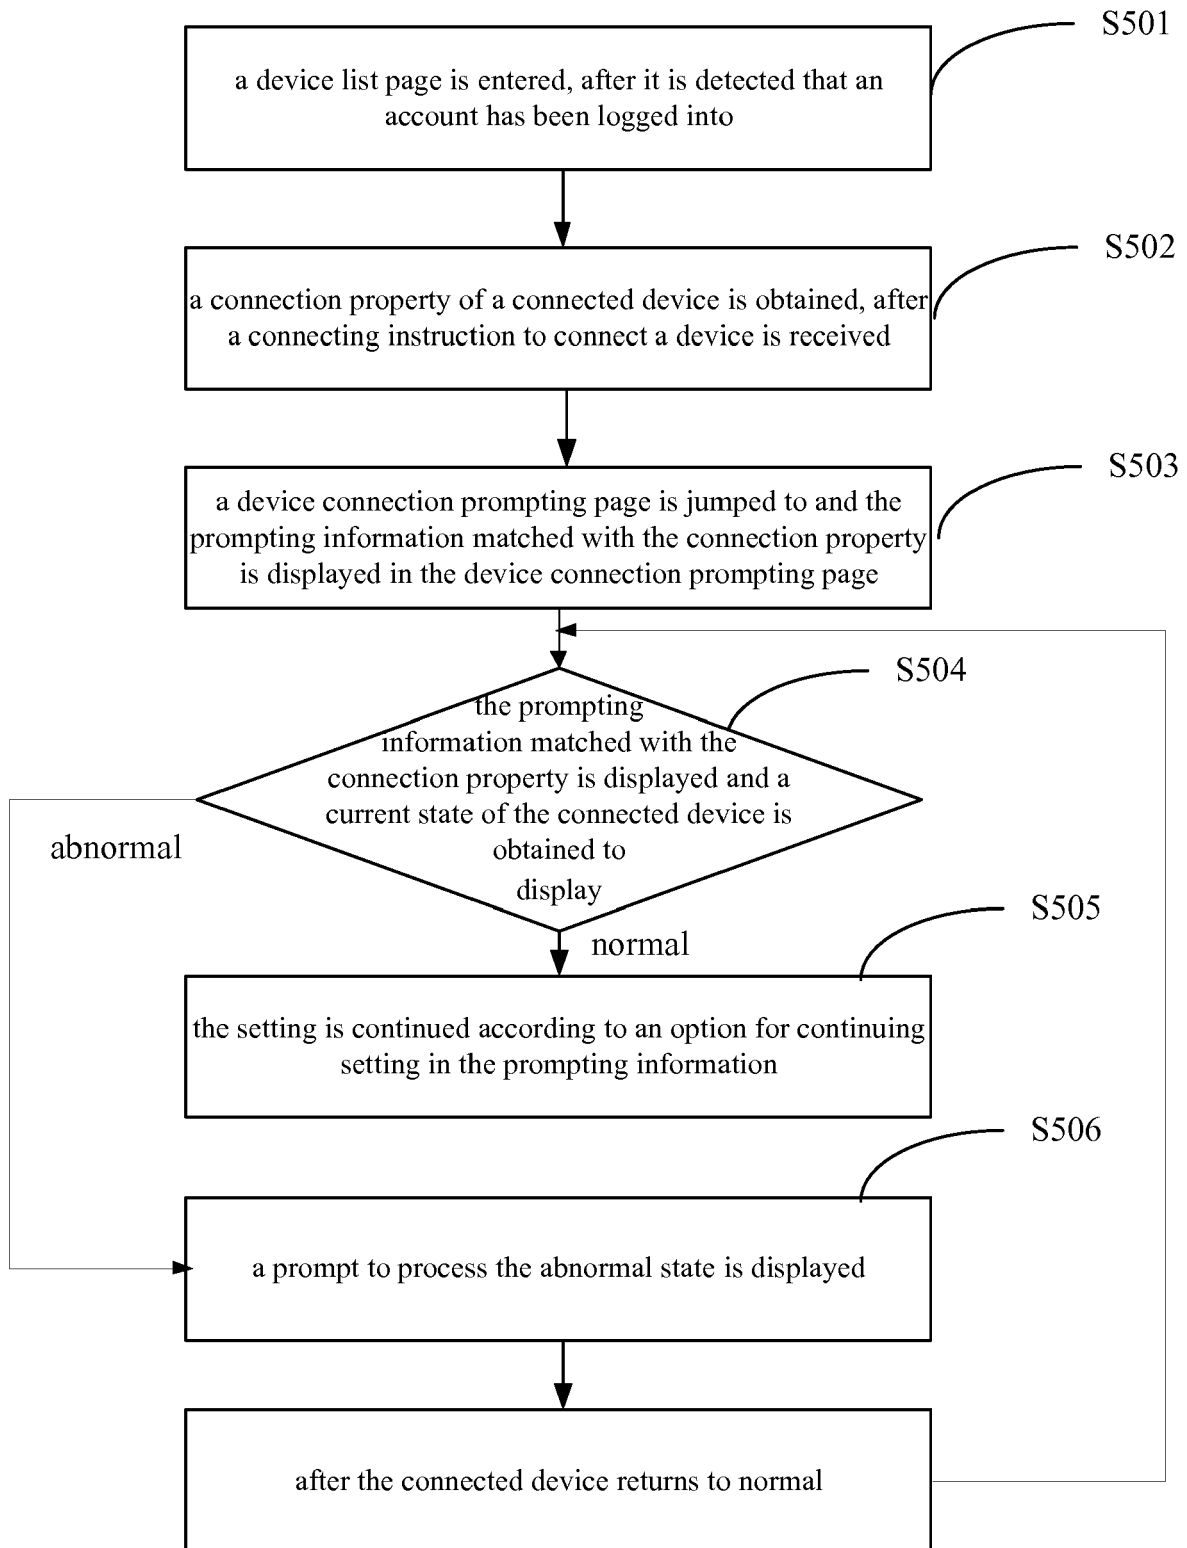 S501
a device list page is entered, after it is detected that an
account has been logged into
S502
a connection property of a connected device is obtained, after
a connecting instruction to connect a device is received
S503
a device connection prompting page is jumped to and the
prompting information matched with the connection property
is displayed in the device connection prompting page
S504
the prompting
information matched with the
connection property is displayed and a
current state of the connected device is
obtained to
display
abnormal
normal
S505
the setting is continued according to an option for continuing
setting in the prompting information
S506
a prompt to process the abnormal state is displayed
after the connected device returns to normal